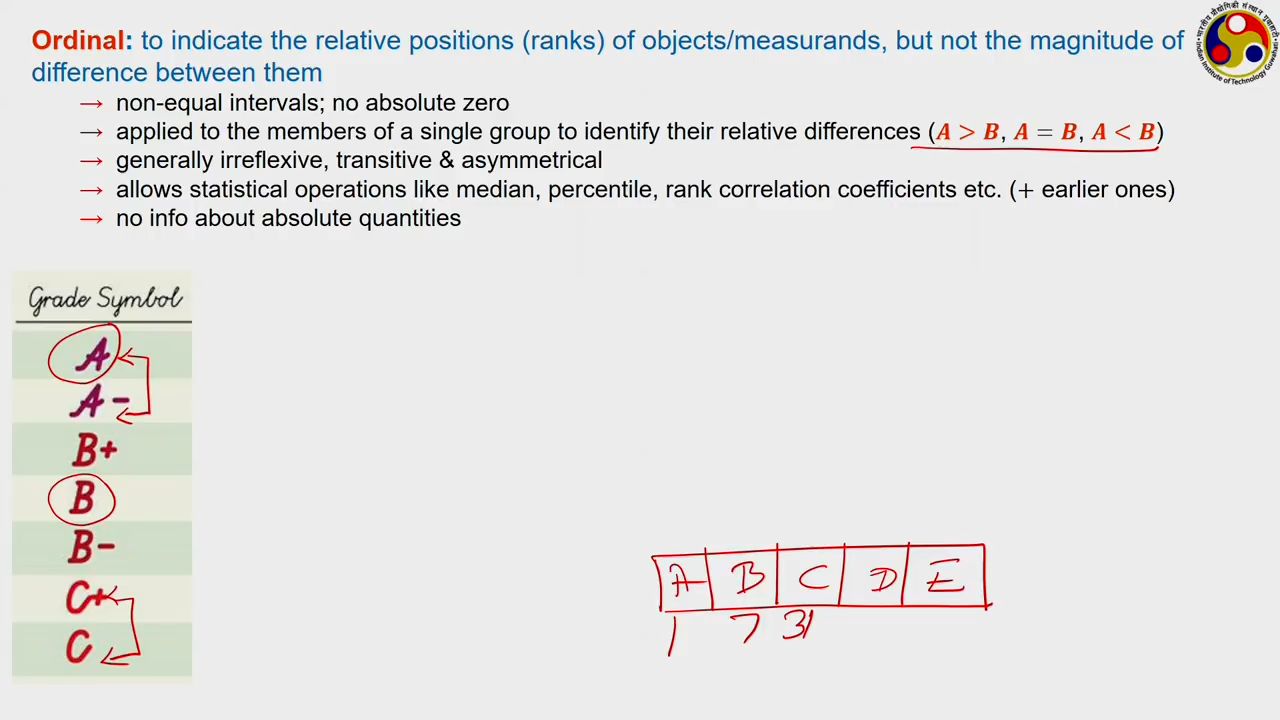 Ordinal: to indicate the relative positions (ranks) of objects/measurands, but not the magnitude of
difference between them
→ non-equal intervals; no absolute zero
→ applied to the members of a single group to identify their relative differences (A > B, A = B, A < B)
→ generally irreflexive, transitive & asymmetrical
→ allows statistical operations like median, percentile, rank correlation coefficients etc. (+ earlier ones)
→ no info about absolute quantities
Grade Symbol
A
A-
B+
B
B-
C+
C
A B C D E
1 7 31